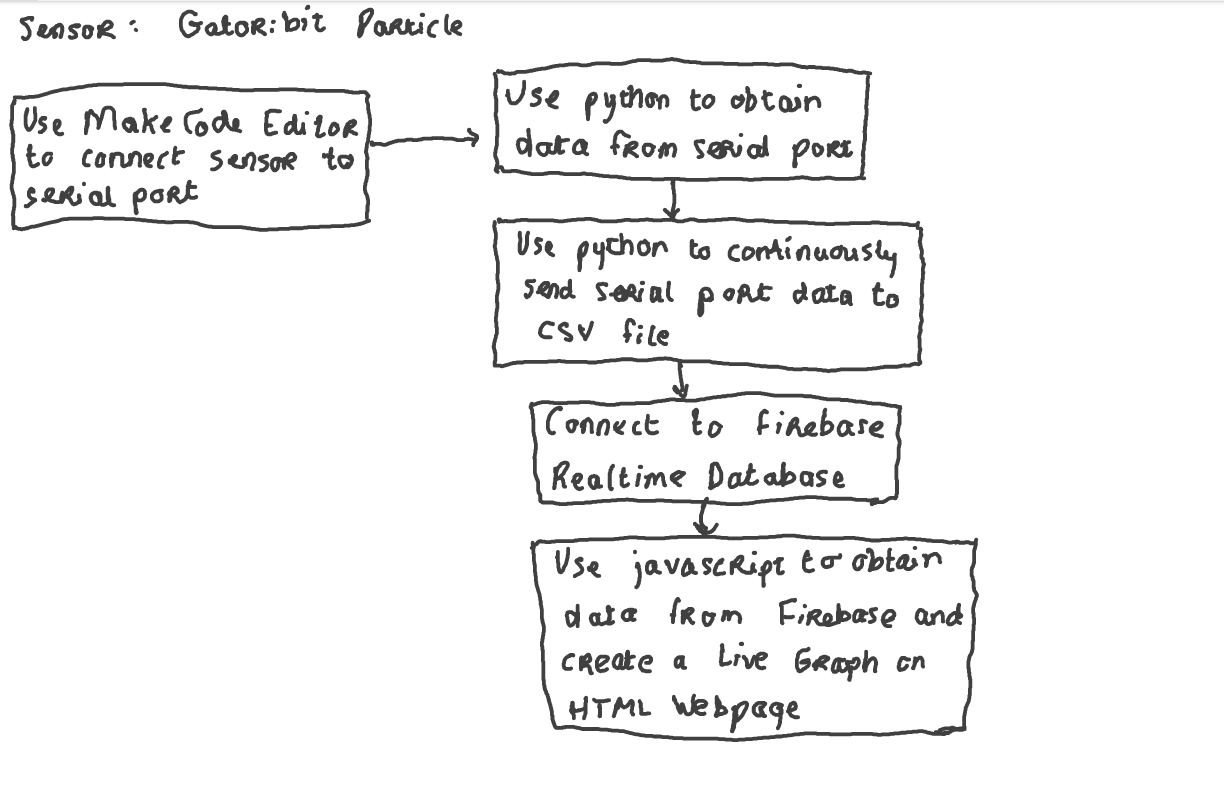 Sensor: Gator:bit Particle
Use MakeCode Editor
to connect sensor to
serial port
Use python to obtain
data from serial port
Use python to continuously
send serial port data to
CSV file
Connect to firebase
Realtime Database
Use javascript to obtain
data from Firebase and
create a Live Graph on
HTML Webpage